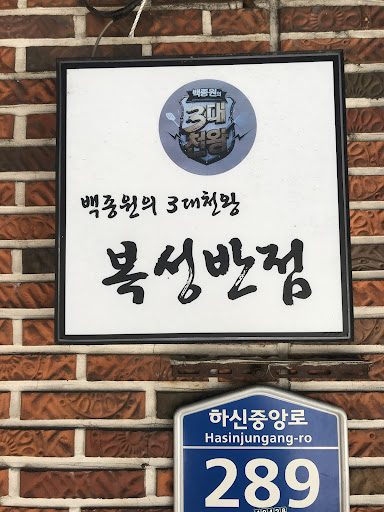 백종원의
3대
천왕
백종원의 3대천왕
복성반점
하신중앙로
Hasinjungang-ro
289